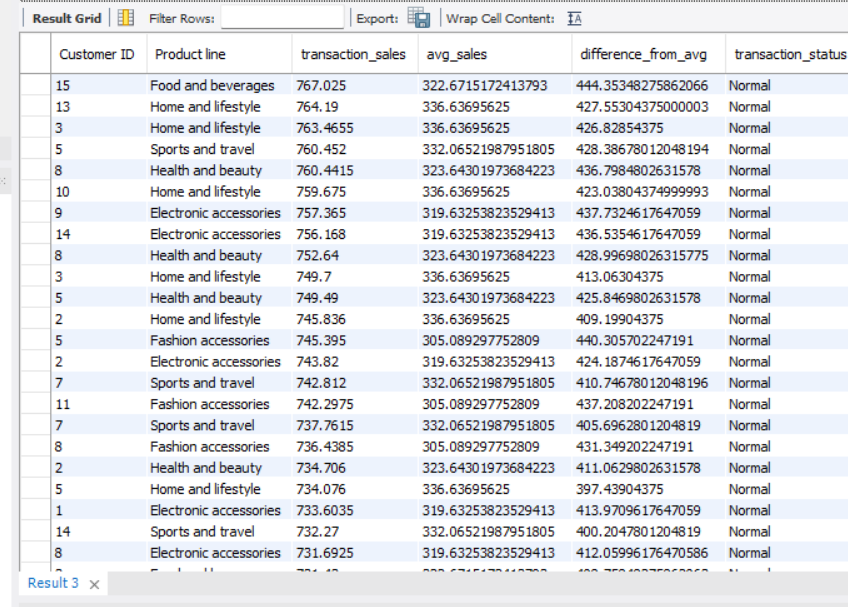 Result Grid Filter Rows: Export: Wrap Cell Content:
Customer ID Product line transaction_sales avg_sales difference_from_avg transaction_status
15 Food and beverages 767.025 322.6715172413793 444.35348275862066 Normal
13 Home and lifestyle 764.19 336.63695625 427.55304375000003 Normal
3 Home and lifestyle 763.4655 336.63695625 426.82854375 Normal
5 Sports and travel 760.452 332.06521987951805 428.38678012048194 Normal
8 Health and beauty 760.4415 323.64301973684223 436.7984802631578 Normal
10 Home and lifestyle 759.675 336.63695625 423.03804374999993 Normal
9 Electronic accessories 757.365 319.63253823529413 437.7324617647059 Normal
14 Electronic accessories 756.168 319.63253823529413 436.5354617647059 Normal
8 Health and beauty 752.64 323.64301973684223 428.99698026315775 Normal
3 Home and lifestyle 749.7 336.63695625 413.06304375 Normal
5 Health and beauty 749.49 323.64301973684223 425.8469802631578 Normal
2 Home and lifestyle 745.836 336.63695625 409.19904375 Normal
5 Fashion accessories 745.395 305.089297752809 440.305702247191 Normal
2 Electronic accessories 743.82 319.63253823529413 424.1874617647059 Normal
7 Sports and travel 742.812 332.06521987951805 410.74678012048196 Normal
11 Fashion accessories 742.2975 305.089297752809 437.208202247191 Normal
7 Sports and travel 737.7615 332.06521987951805 405.6962801204819 Normal
8 Fashion accessories 736.4385 305.089297752809 431.349202247191 Normal
2 Health and beauty 734.706 323.64301973684223 411.0629802631578 Normal
5 Home and lifestyle 734.076 336.63695625 397.43904375 Normal
1 Electronic accessories 733.6035 319.63253823529413 413.9709617647059 Normal
14 Sports and travel 732.27 332.06521987951805 400.2047801204819 Normal
8 Electronic accessories 731.6925 319.63253823529413 412.05996176470586 Normal
Result 3